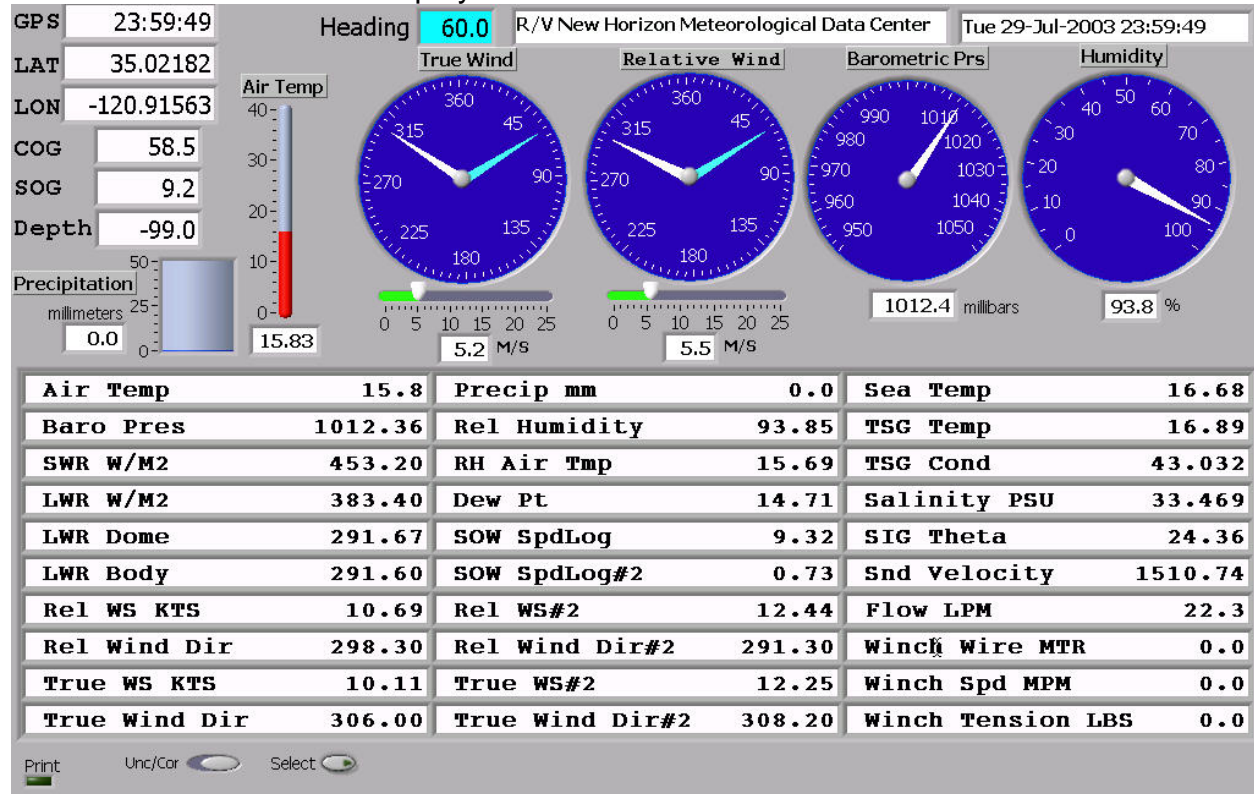 GPS 23:59:49
LAT 35.02182
LON -120.91563
COG 58.5
SOG 9.2
Depth -99.0
Heading 60.0
R/V New Horizon Meteorological Data Center
Tue 29-Jul-2003 23:59:49
Precipitation
millimeters
0.0
50
25
0
Air Temp
40
30
20
10
0
15.83
True Wind
360
45
90
135
180
225
270
315
0 5 10 15 20 25
5.2 M/S
Relative Wind
360
45
90
135
180
225
270
315
0 5 10 15 20 25
5.5 M/S
Barometric Prs
950
960
970
980
990
1010
1020
1030
1040
1050
1012.4 millibars
Humidity
0
10
20
30
40
50
60
70
80
90
100
93.8 %
Air Temp 15.8 Precip mm 0.0 Sea Temp 16.68
Baro Pres 1012.36 Rel Humidity 93.85 TSG Temp 16.89
SWR W/M2 453.20 RH Air Tmp 15.69 TSG Cond 43.032
LWR W/M2 383.40 Dew Pt 14.71 Salinity PSU 33.469
LWR Dome 291.67 SOW SpdLog 9.32 SIG Theta 24.36
LWR Body 291.60 SOW SpdLog#2 0.73 Snd Velocity 1510.74
Rel WS KTS 10.69 Rel WS#2 12.44 Flow LPM 22.3
Rel Wind Dir 298.30 Rel Wind Dir#2 291.30 Winch Wire MTR 0.0
True WS KTS 10.11 True WS#2 12.25 Winch Spd MPM 0.0
True Wind Dir 306.00 True Wind Dir#2 308.20 Winch Tension LBS 0.0
Print Unc/Cor Select